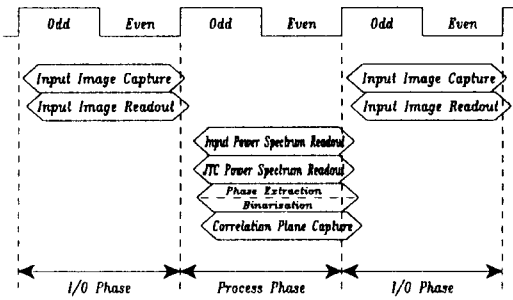 Odd Even Odd Even Odd Even
Input Image Capture Input Image Capture
Input Image Readout Input Image Readout
Input Power Spectrum Readout
JTC Power Spectrum Readout
Phase Extraction
Binarisation
Correlation Plane Capture
I/O Phase Process Phase I/O Phase